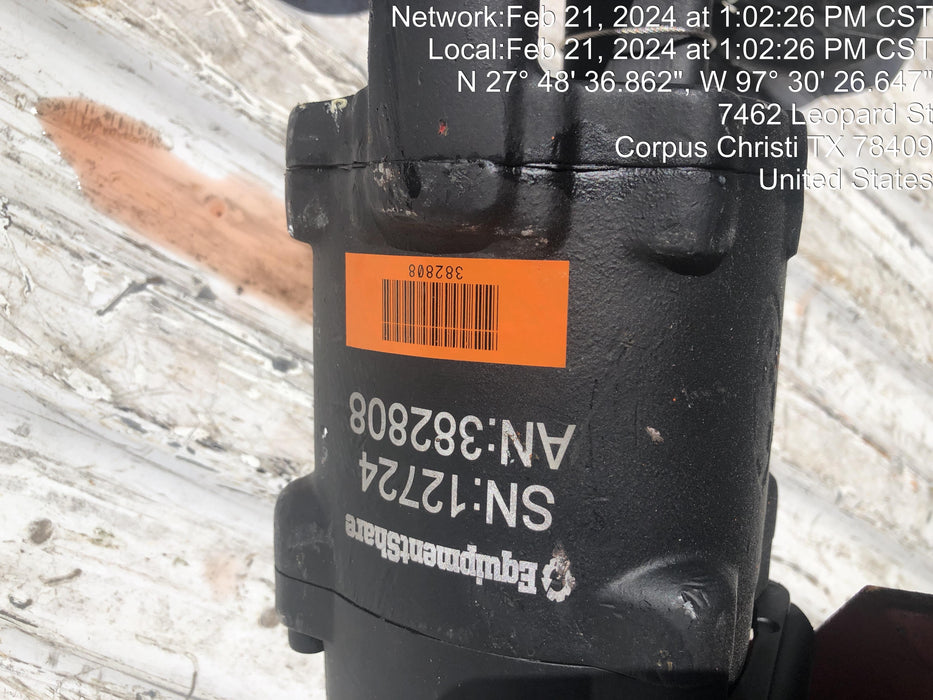 Network:Feb 21, 2024 at 1:02:26 PM CST
Local:Feb 21, 2024 at 1:02:26 PM CST
N 27° 48' 36.862", W 97° 30' 26.647"
7462 Leopard St
Corpus Christi TX 78409
United States
EquipmentShare
SN:12724
AN:382808
382808